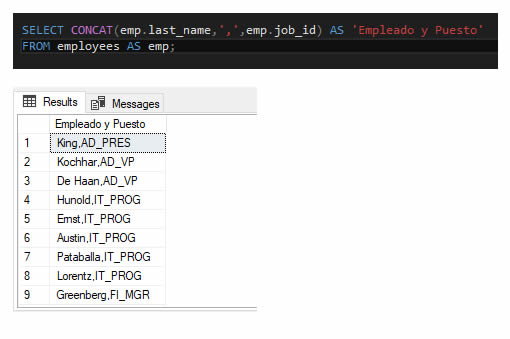 SELECT CONCAT(emp.last_name,',',emp.job_id) AS 'Empleado y Puesto'
FROM employees AS emp;
Results Messages
Empleado y Puesto
1 King,AD_PRES
2 Kochhar,AD_VP
3 De Haan,AD_VP
4 Hunold,IT_PROG
5 Ernst,IT_PROG
6 Austin,IT_PROG
7 Pataballa,IT_PROG
8 Lorentz,IT_PROG
9 Greenberg,FI_MGR